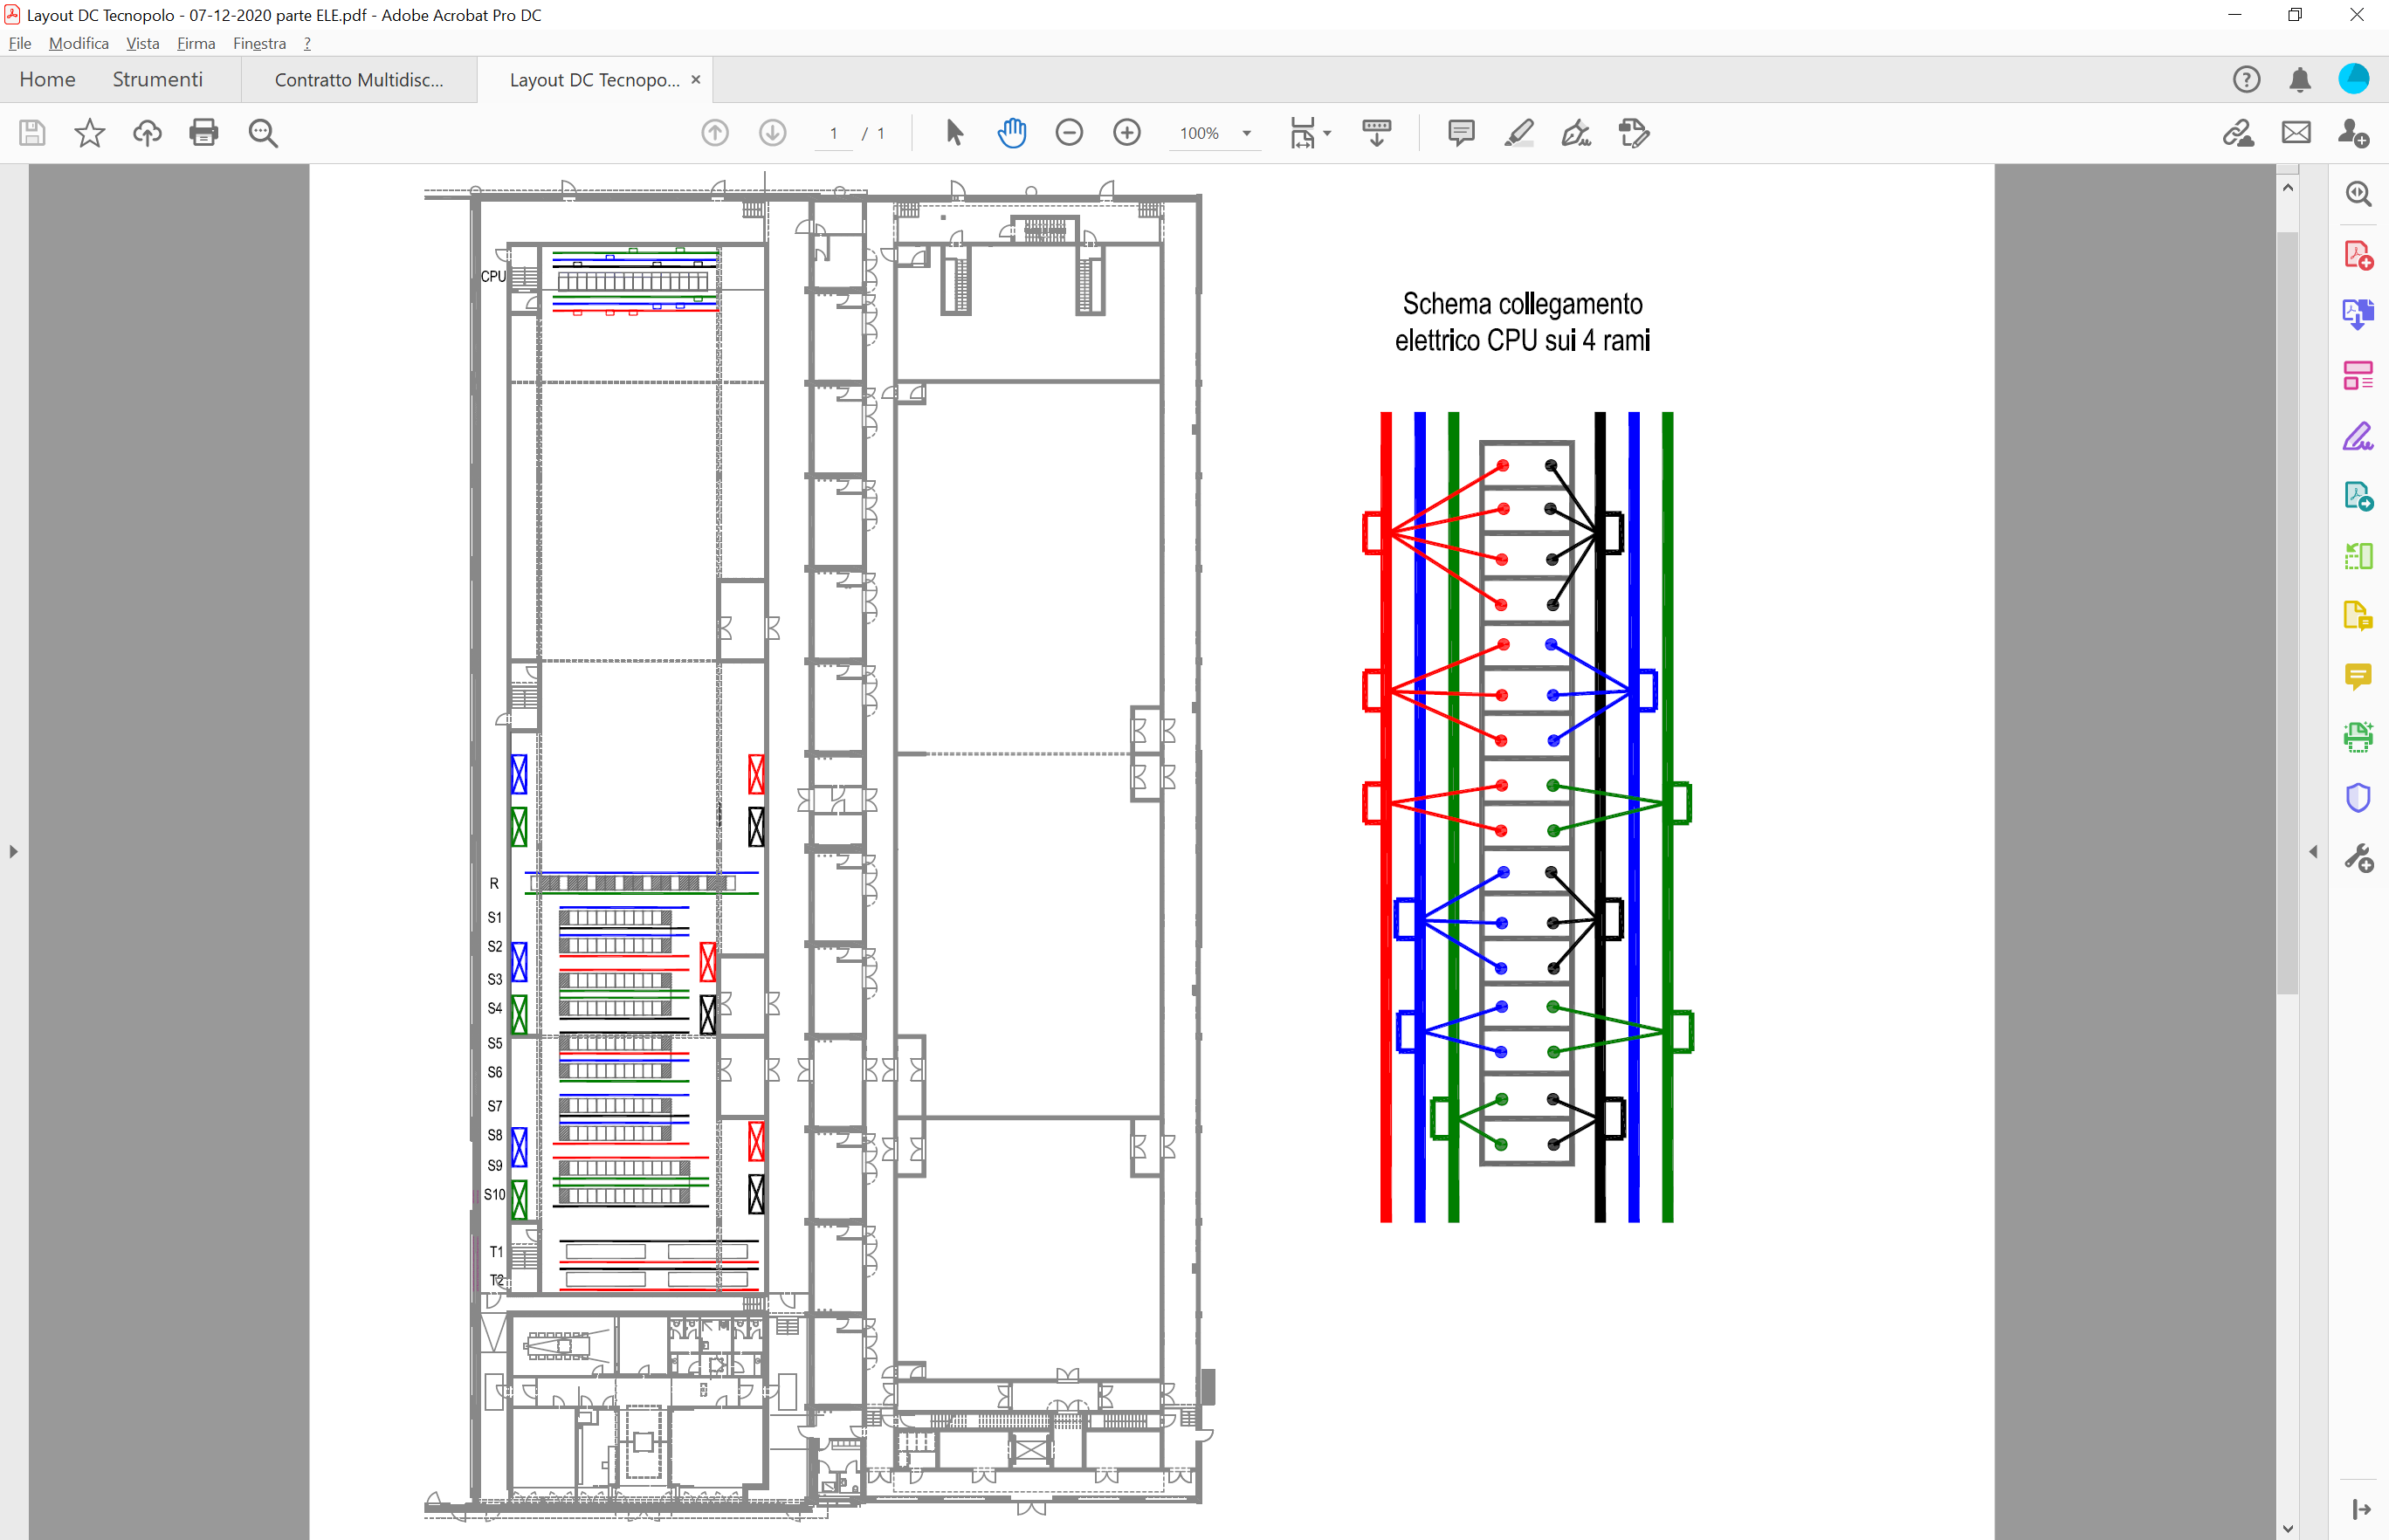 Layout DC Tecnopolo - 07-12-2020 parte ELE.pdf - Adobe Acrobat Pro DC
File Modifica Vista Firma Finestra ?
Home Strumenti Contratto Multidisc... Layout DC Tecnopo... ×
1 / 1 100%
CPU
Schema collegamento
elettrico CPU sui 4 rami
R
S1
S2
S3
S4
S5
S6
S7
S8
S9
S10
T1
T2